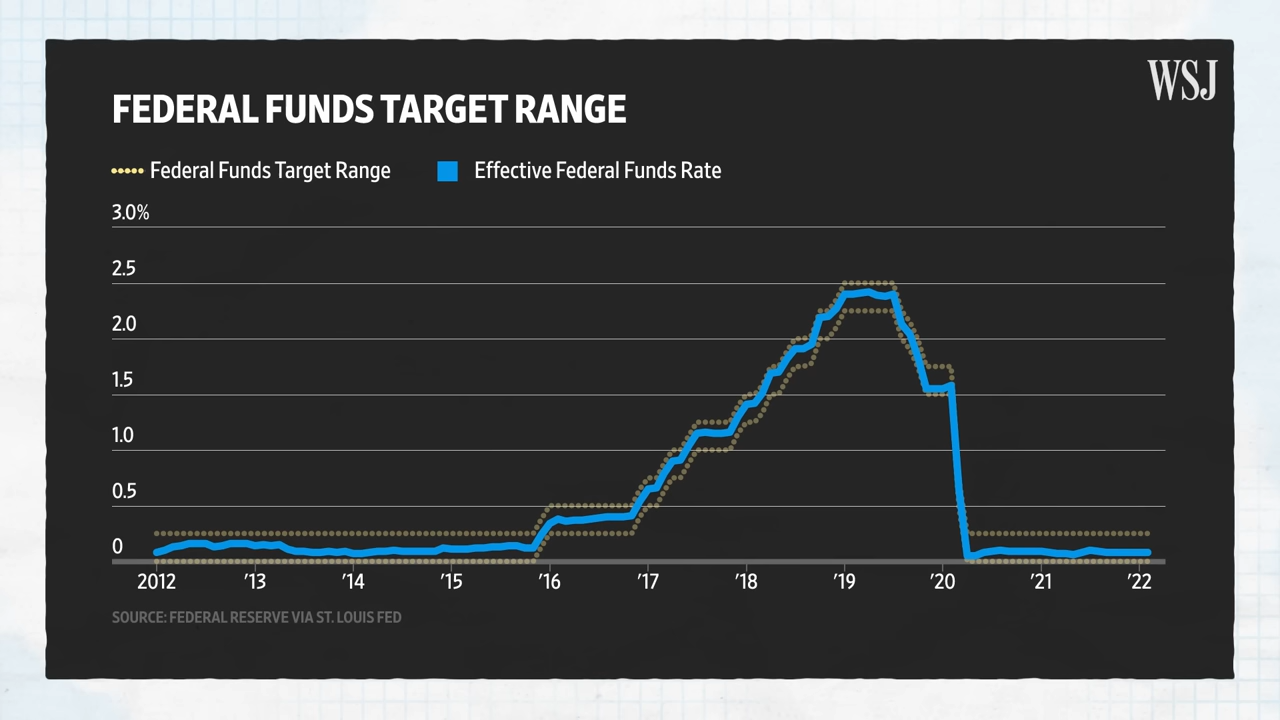 WSJ
FEDERAL FUNDS TARGET RANGE
Federal Funds Target Range Effective Federal Funds Rate
3.0%
2.5
2.0
1.5
1.0
0.5
0
2012 '13 '14 '15 '16 '17 '18 '19 '20 '21 '22
SOURCE: FEDERAL RESERVE VIA ST. LOUIS FED